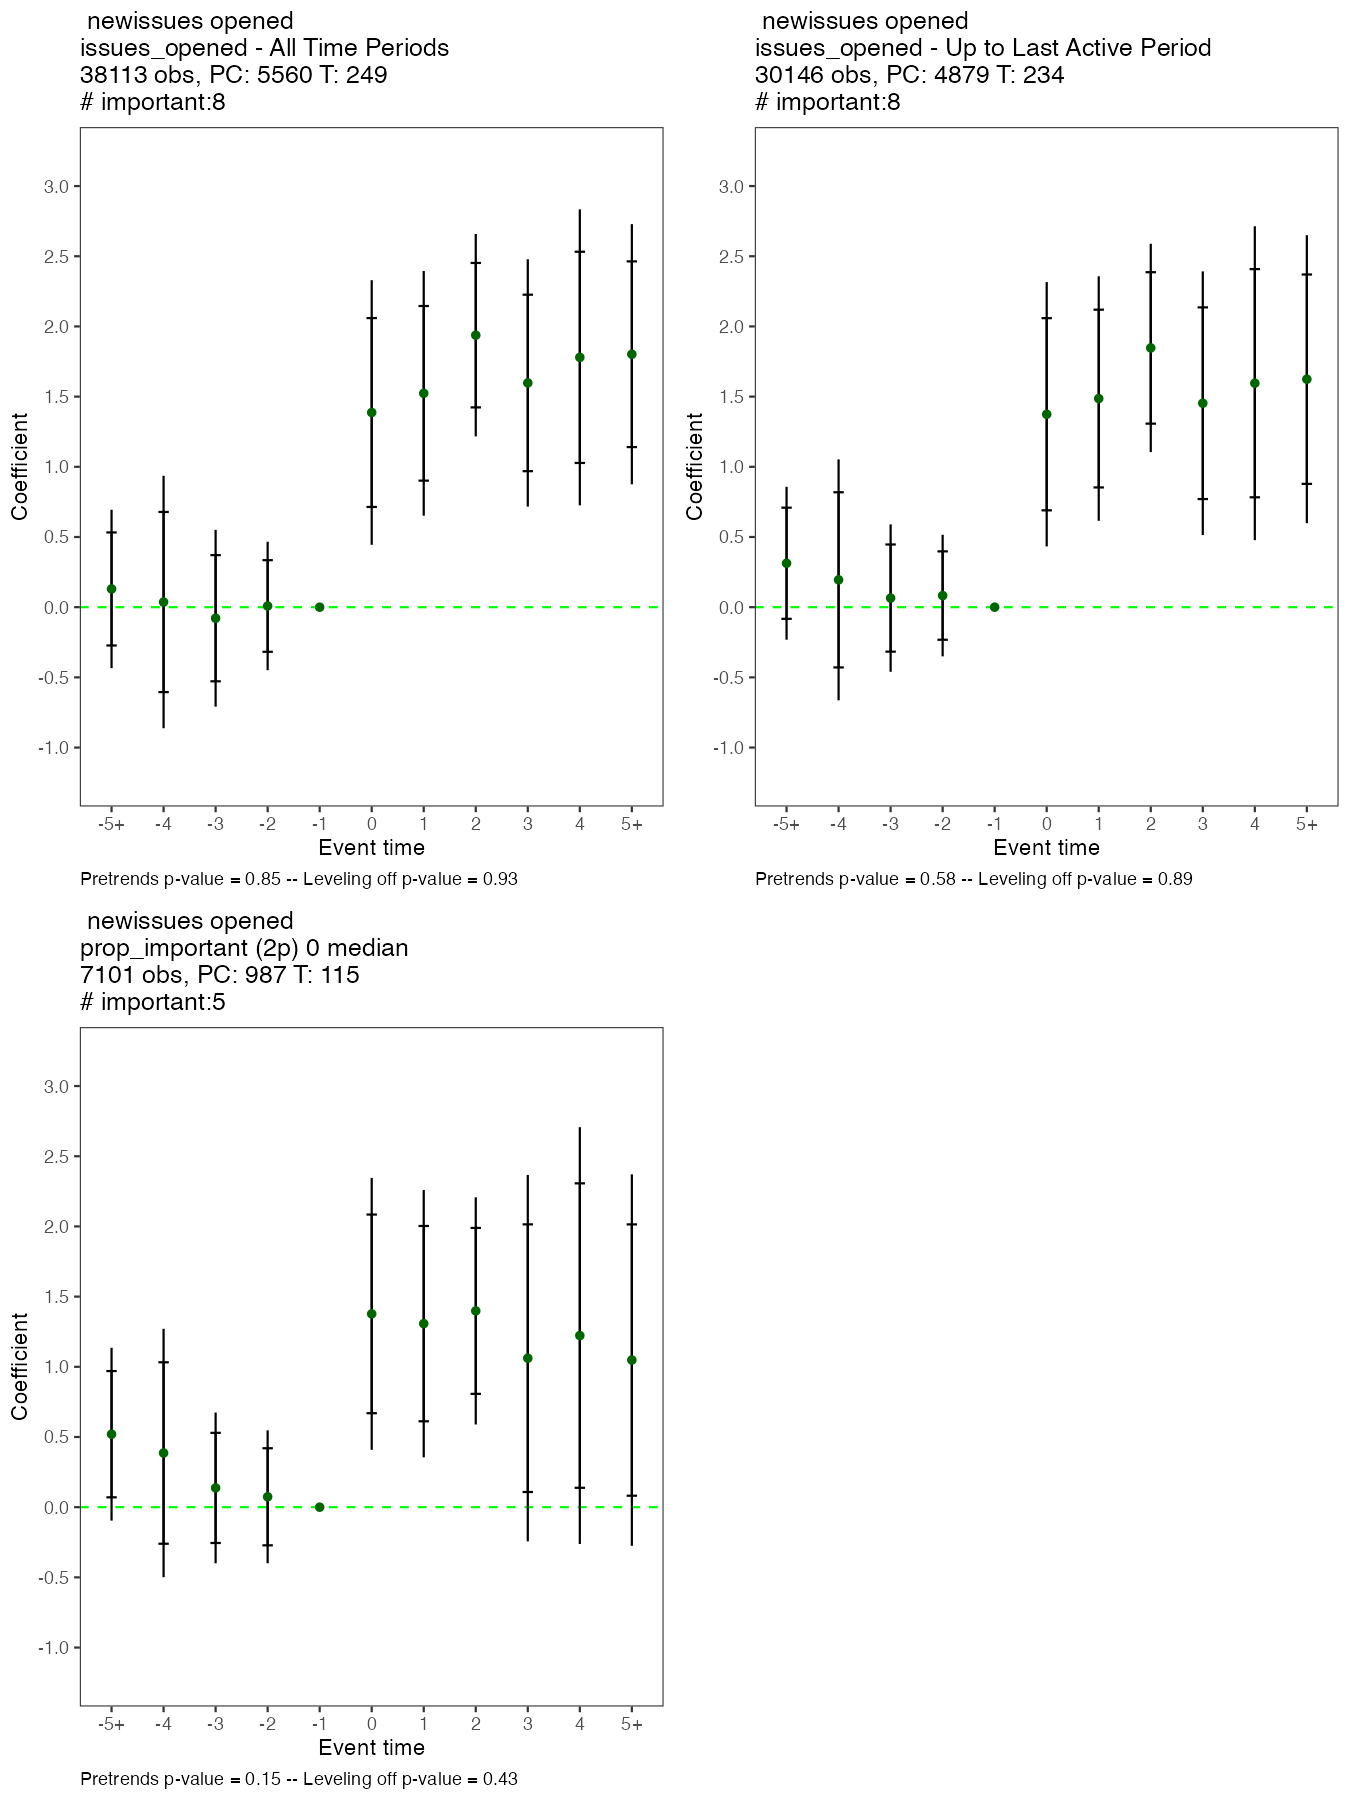 newissues opened
issues_opened - All Time Periods
38113 obs, PC: 5560 T: 249
# important:8
3.0
2.5
2.0
1.5
1.0
0.5
0.0
-0.5
-1.0
Coefficient
-5+ -4 -3 -2 -1 0 1 2 3 4 5+
Event time
Pretrends p-value = 0.85 -- Leveling off p-value = 0.93
newissues opened
issues_opened - Up to Last Active Period
30146 obs, PC: 4879 T: 234
# important:8
3.0
2.5
2.0
1.5
1.0
0.5
0.0
-0.5
-1.0
Coefficient
-5+ -4 -3 -2 -1 0 1 2 3 4 5+
Event time
Pretrends p-value = 0.58 -- Leveling off p-value = 0.89
newissues opened
prop_important (2p) 0 median
7101 obs, PC: 987 T: 115
# important:5
3.0
2.5
2.0
1.5
1.0
0.5
0.0
-0.5
-1.0
Coefficient
-5+ -4 -3 -2 -1 0 1 2 3 4 5+
Event time
Pretrends p-value = 0.15 -- Leveling off p-value = 0.43